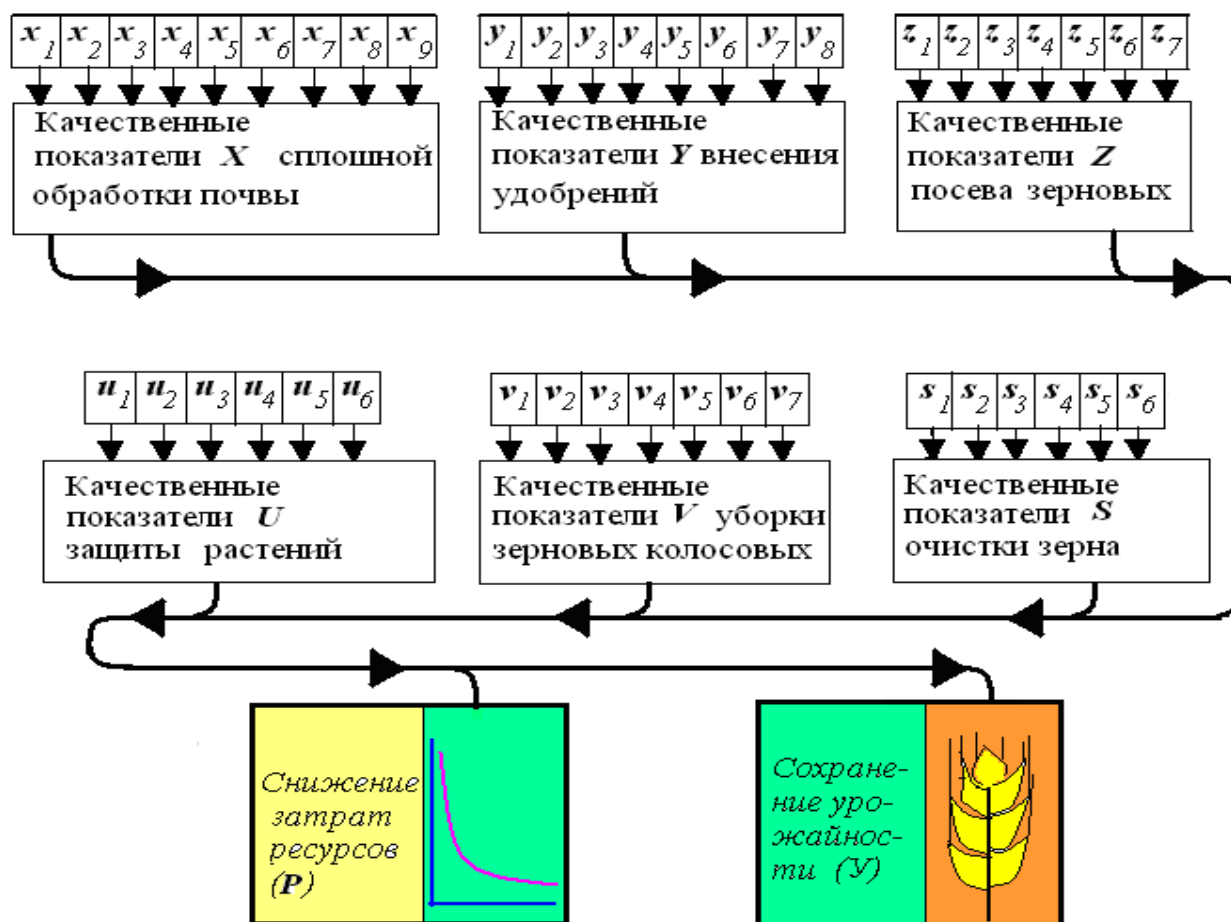 x1 x2 x3 x4 x5 x6 x7 x8 x9
Качественные
показатели X сплошной
обработки почвы
y1 y2 y3 y4 y5 y6 y7 y8
Качественные
показатели Y внесения
удобрений
z1 z2 z3 z4 z5 z6 z7
Качественные
показатели Z
посева зерновых
u1 u2 u3 u4 u5 u6
Качественные
показатели U
защиты растений
v1 v2 v3 v4 v5 v6 v7
Качественные
показатели V уборки
зерновых колосовых
s1 s2 s3 s4 s5 s6
Качественные
показатели S
очистки зерна
Снижение
затрат
ресурсов
(Р)
Сохране-
ние уро-
жайнос-
ти (У)